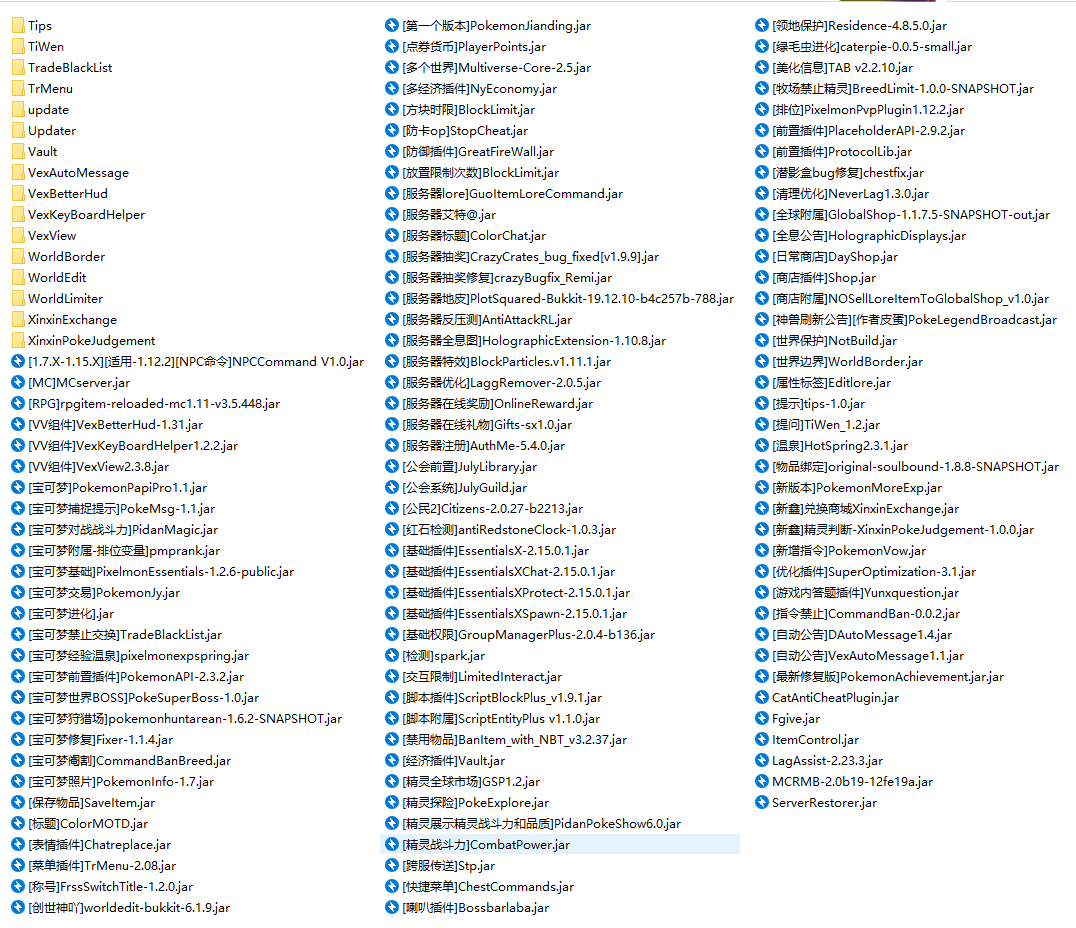 Tips
TiWen
TradeBlackList
TrMenu
update
Updater
Vault
VexAutoMessage
VexBetterHud
VexKeyBoardHelper
VexView
WorldBorder
WorldEdit
WorldLimiter
XinxinExchange
XinxinPokeJudgement
[1.7.X-1.15.X][适用-1.12.2][NPC命令]NPCCommand V1.0.jar
[MC]MCserver.jar
[RPG]rpgitem-reloaded-mc1.11-v3.5.448.jar
[VV组件]VexBetterHud-1.31.jar
[VV组件]VexKeyBoardHelper1.2.2.jar
[VV组件]VexView2.3.8.jar
[宝可梦]PokemonPapiPro1.1.jar
[宝可梦捕捉提示]PokeMsg-1.1.jar
[宝可梦对战战斗力]PidanMagic.jar
[宝可梦附属-排位变量]pmprank.jar
[宝可梦基础]PixelmonEssentials-1.2.6-public.jar
[宝可梦交易]PokemonJy.jar
[宝可梦进化].jar
[宝可梦禁止交换]TradeBlackList.jar
[宝可梦经验温泉]pixelmonexpspring.jar
[宝可梦前置插件]PokemonAPI-2.3.2.jar
[宝可梦世界BOSS]PokeSuperBoss-1.0.jar
[宝可梦狩猎场]pokemonhuntarean-1.6.2-SNAPSHOT.jar
[宝可梦修复]Fixer-1.1.4.jar
[宝可梦阉割]CommandBanBreed.jar
[宝可梦照片]PokemonInfo-1.7.jar
[保存物品]SaveItem.jar
[标题]ColorMOTD.jar
[表情插件]Chatreplace.jar
[菜单插件]TrMenu-2.08.jar
[称号]FrssSwitchTitle-1.2.0.jar
[创世神吖]worldedit-bukkit-6.1.9.jar
[第一个版本]PokemonJianding.jar
[点券货币]PlayerPoints.jar
[多个世界]Multiverse-Core-2.5.jar
[多经济插件]NyEconomy.jar
[方块时限]BlockLimit.jar
[防卡op]StopCheat.jar
[防御插件]GreatFireWall.jar
[放置限制次数]BlockLimit.jar
[服务器lore]GuoItemLoreCommand.jar
[服务器艾特@.jar
[服务器标题]ColorChat.jar
[服务器抽奖]CrazyCrates_bug_fixed[v1.9.9].jar
[服务器抽奖修复]crazyBugfix_Remi.jar
[服务器地皮]PlotSquared-Bukkit-19.12.10-b4c257b-788.jar
[服务器反压测]AntiAttackRL.jar
[服务器全息图]HolographicExtension-1.10.8.jar
[服务器特效]BlockParticles.v1.11.1.jar
[服务器优化]LaggRemover-2.0.5.jar
[服务器在线奖励]OnlineReward.jar
[服务器在线礼物]Gifts-sx1.0.jar
[服务器注册]AuthMe-5.4.0.jar
[公会前置]JulyLibrary.jar
[公会系统]JulyGuild.jar
[公民2]Citizens-2.0.27-b2213.jar
[红石检测]antiRedstoneClock-1.0.3.jar
[基础插件]EssentialsX-2.15.0.1.jar
[基础插件]EssentialsXChat-2.15.0.1.jar
[基础插件]EssentialsXProtect-2.15.0.1.jar
[基础插件]EssentialsXSpawn-2.15.0.1.jar
[基础权限]GroupManagerPlus-2.0.4-b136.jar
[检测]spark.jar
[交互限制]LimitedInteract.jar
[脚本插件]ScriptBlockPlus_v1.9.1.jar
[脚本附属]ScriptEntityPlus v1.1.0.jar
[禁用物品]BanItem_with_NBT_v3.2.37.jar
[经济插件]Vault.jar
[精灵全球市场]GSP1.2.jar
[精灵探险]PokeExplore.jar
[精灵展示精灵战斗力和品质]PidanPokeShow6.0.jar
[精灵战斗力]CombatPower.jar
[跨服传送]Stp.jar
[快捷菜单]ChestCommands.jar
[喇叭插件]Bossbarlaba.jar
[领地保护]Residence-4.8.5.0.jar
[绿毛虫进化]caterpie-0.0.5-small.jar
[美化信息]TAB v2.2.10.jar
[牧场禁止精灵]BreedLimit-1.0.0-SNAPSHOT.jar
[排位]PixelmonPvpPlugin1.12.2.jar
[前置插件]PlaceholderAPI-2.9.2.jar
[前置插件]ProtocolLib.jar
[潜影盒bug修复]chestfix.jar
[清理优化]NeverLag1.3.0.jar
[全球附属]GlobalShop-1.1.7.5-SNAPSHOT-out.jar
[全息公告]HolographicDisplays.jar
[日常商店]DayShop.jar
[商店插件]Shop.jar
[商店附属]NOSellLoreItemToGlobalShop_v1.0.jar
[神兽刷新公告][作者皮蛋]PokeLegendBroadcast.jar
[世界保护]NotBuild.jar
[世界边界]WorldBorder.jar
[属性标签]Editlore.jar
[提示]tips-1.0.jar
[提问]TiWen_1.2.jar
[温泉]HotSpring2.3.1.jar
[物品绑定]original-soulbound-1.8.8-SNAPSHOT.jar
[新版本]PokemonMoreExp.jar
[新鑫]兑换商城XinxinExchange.jar
[新鑫]精灵判断-XinxinPokeJudgement-1.0.0.jar
[新增指令]PokemonVow.jar
[优化插件]SuperOptimization-3.1.jar
[游戏内答题插件]Yunxquestion.jar
[指令禁止]CommandBan-0.0.2.jar
[自动公告]DAutoMessage1.4.jar
[自动公告]VexAutoMessage1.1.jar
[最新修复版]PokemonAchievement.jar.jar
CatAntiCheatPlugin.jar
Fgive.jar
ItemControl.jar
LagAssist-2.23.3.jar
MCRMB-2.0b19-12fe19a.jar
ServerRestorer.jar